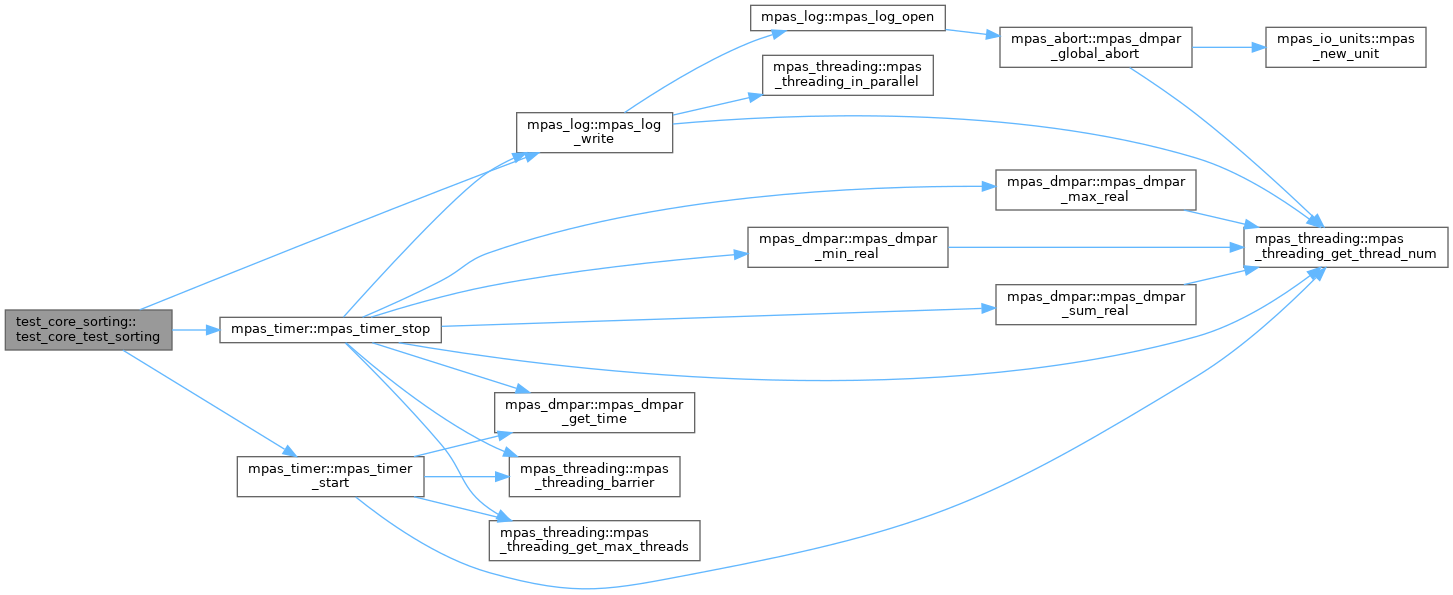 test_core_sorting::
test_core_test_sorting
mpas_log::mpas_log
_write
mpas_log::mpas_log_open
mpas_abort::mpas_dmpar
_global_abort
mpas_io_units::mpas
_new_unit
mpas_threading::mpas
_threading_in_parallel
mpas_timer::mpas_timer_stop
mpas_dmpar::mpas_dmpar
_max_real
mpas_dmpar::mpas_dmpar
_min_real
mpas_threading::mpas
_threading_get_thread_num
mpas_dmpar::mpas_dmpar
_sum_real
mpas_dmpar::mpas_dmpar
_get_time
mpas_timer::mpas_timer
_start
mpas_threading::mpas
_threading_barrier
mpas_threading::mpas
_threading_get_max_threads